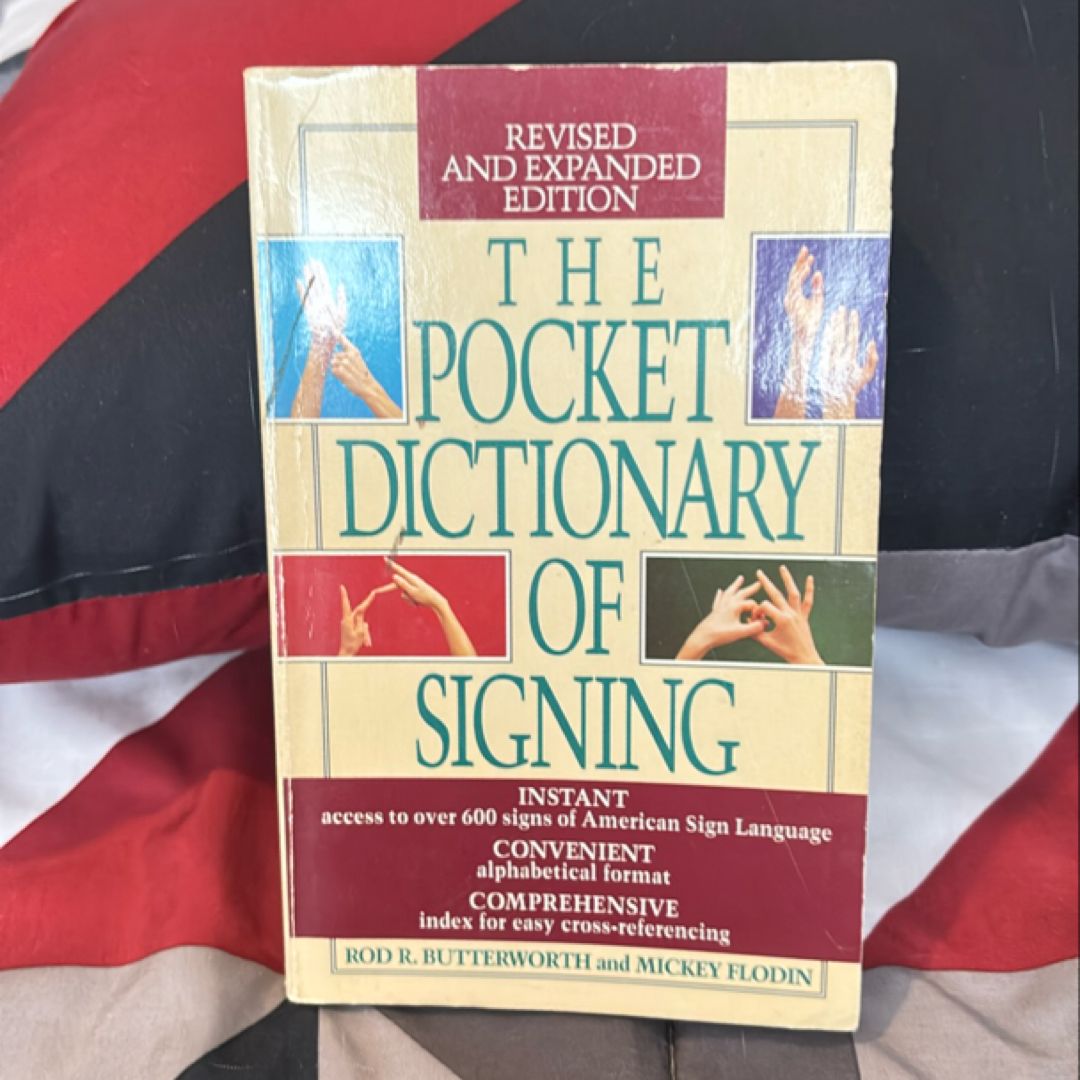 REVISED
AND EXPANDED
EDITION
THE
POCKET
DICTIONARY
OF
SIGNING
INSTANT
access to over 600 signs of American Sign Language
CONVENIENT
alphabetical format
COMPREHENSIVE
index for easy cross-referencing
ROD R. BUTTERWORTH and MICKEY FLODIN